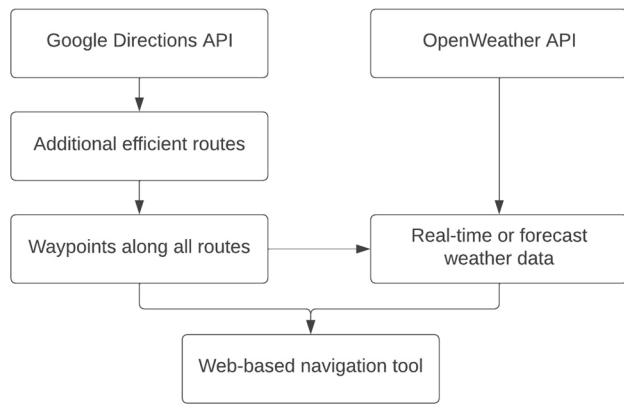 Google Directions API
OpenWeather API
Additional efficient routes
Waypoints along all routes
Real-time or forecast
weather data
Web-based navigation tool